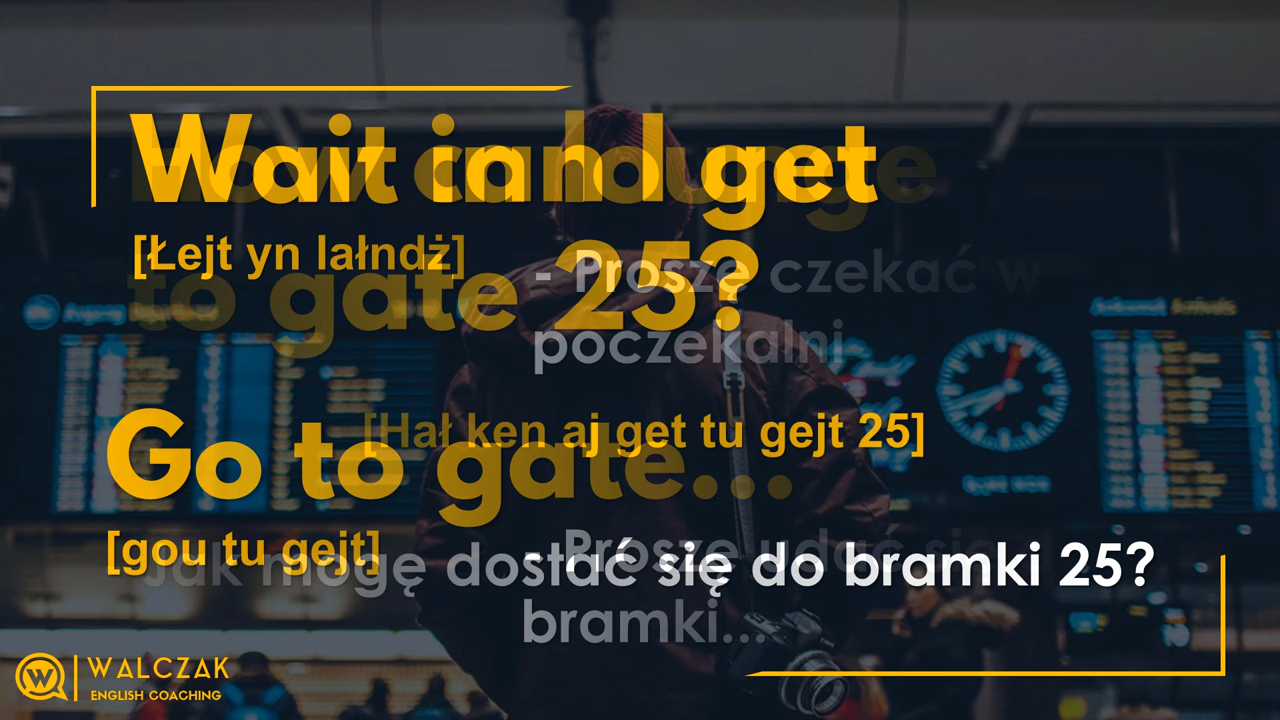 Wait in lounge
How can I get
[Łejt yn lałndż]
- Proszę czekać w
to gate 25?
poczekalni
[Hał ken aj get tu gejt 25]
Go to gate...
[gou tu gejt]
- Proszę udać się
Jak mogę dostać się do bramki 25?
bramki...
WALCZAK
ENGLISH COACHING